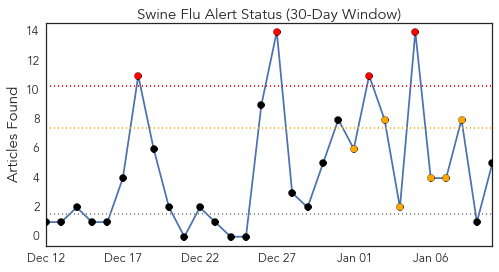 Swine Flu Alert Status (30-Day Window)
Articles Found
14
12
10
8
6
4
2
0
Dec 12
Dec 17
Dec 22
Dec 27
Jan 01
Jan 06